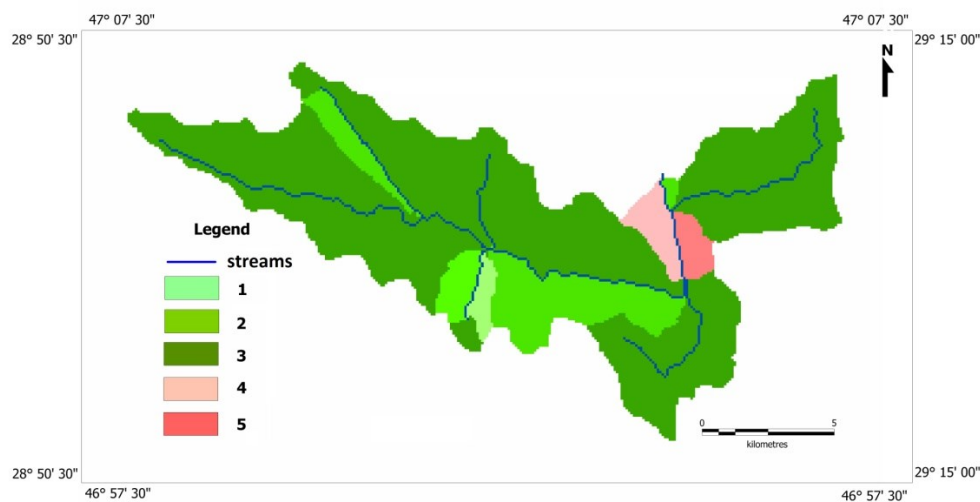 47° 07' 30"
47° 07' 30"
28° 50' 30"
29° 15' 00"
N
Legend
streams
1
2
3
4
5
0 5
kilometres
28° 50' 30"
29° 15' 00"
46° 57' 30"
46° 57' 30"